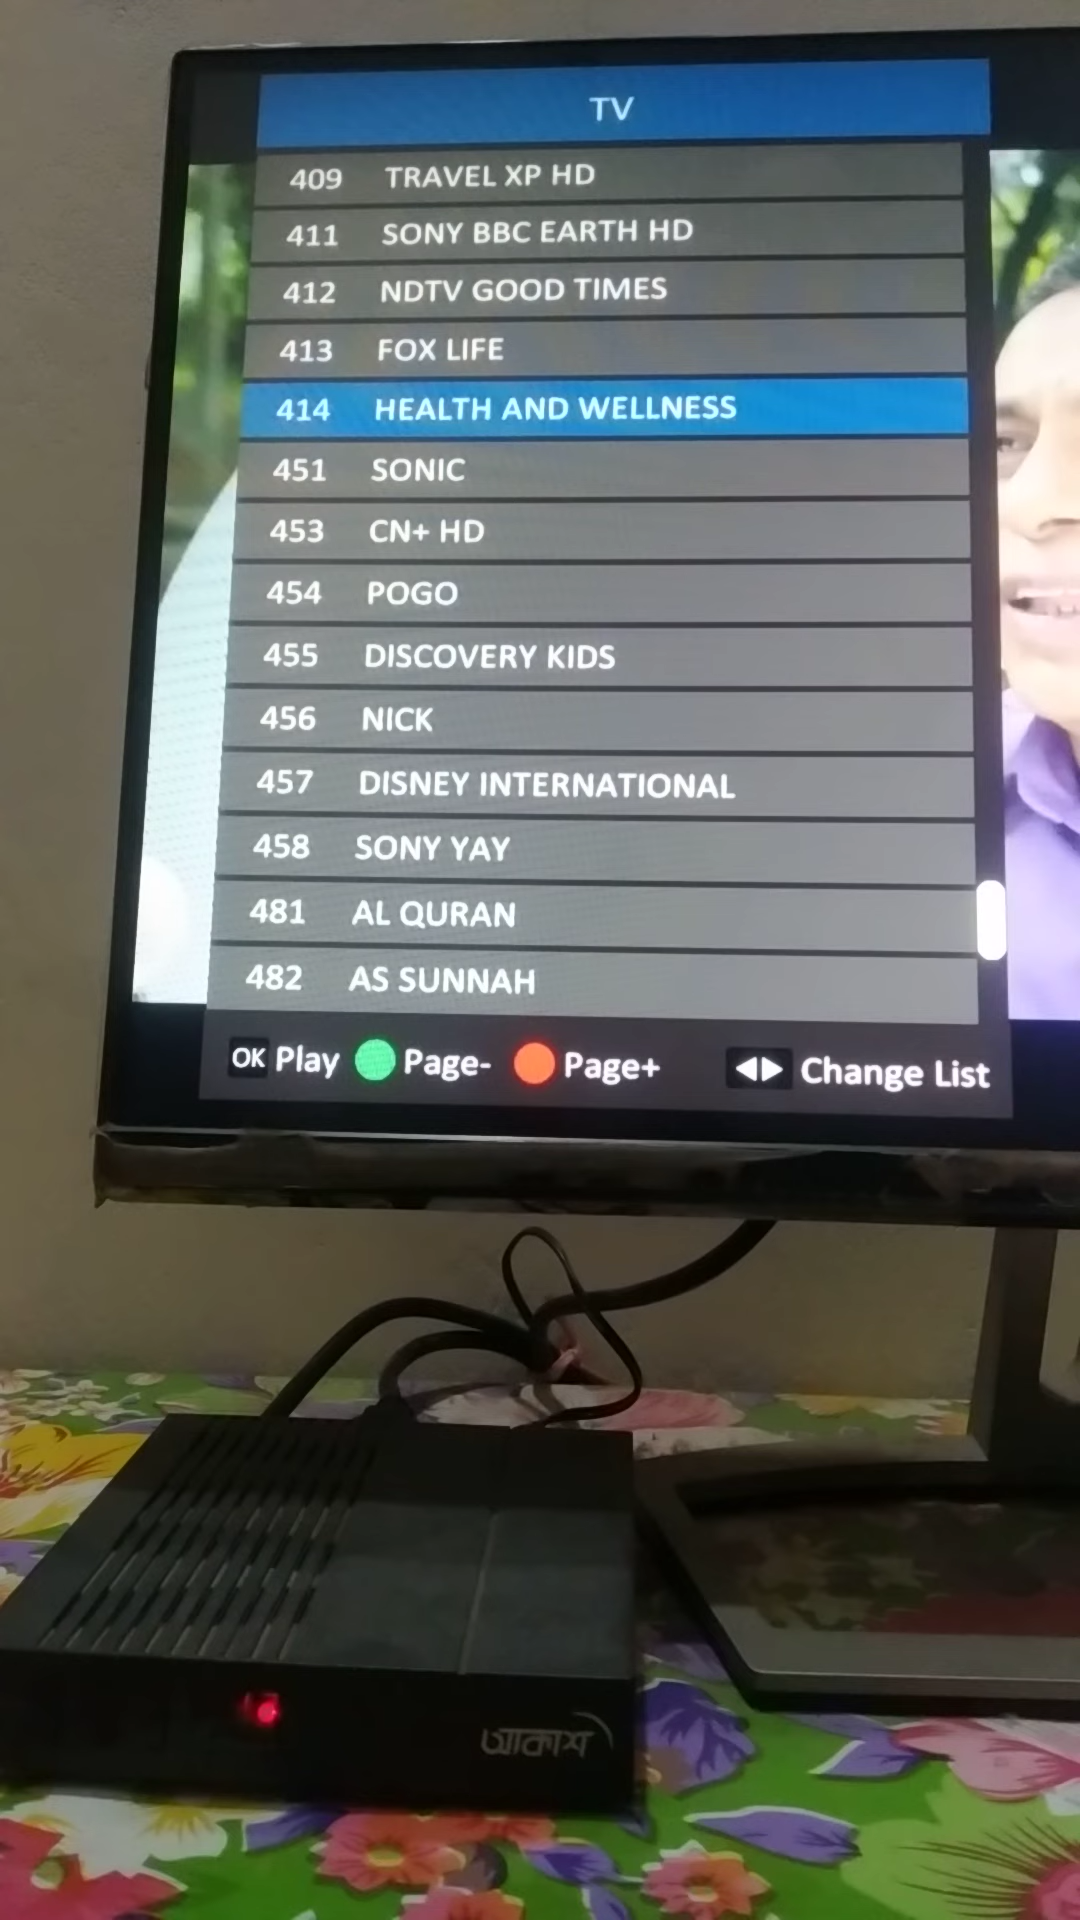 TV
409 TRAVEL XP HD
411 SONY BBC EARTH HD
412 NDTV GOOD TIMES
413 FOX LIFE
414 HEALTH AND WELLNESS
451 SONIC
453 CN+ HD
454 POGO
455 DISCOVERY KIDS
456 NICK
457 DISNEY INTERNATIONAL
458 SONY YAY
481 AL QURAN
482 AS SUNNAH
OK Play Page- Page+ Change List
আকাশ